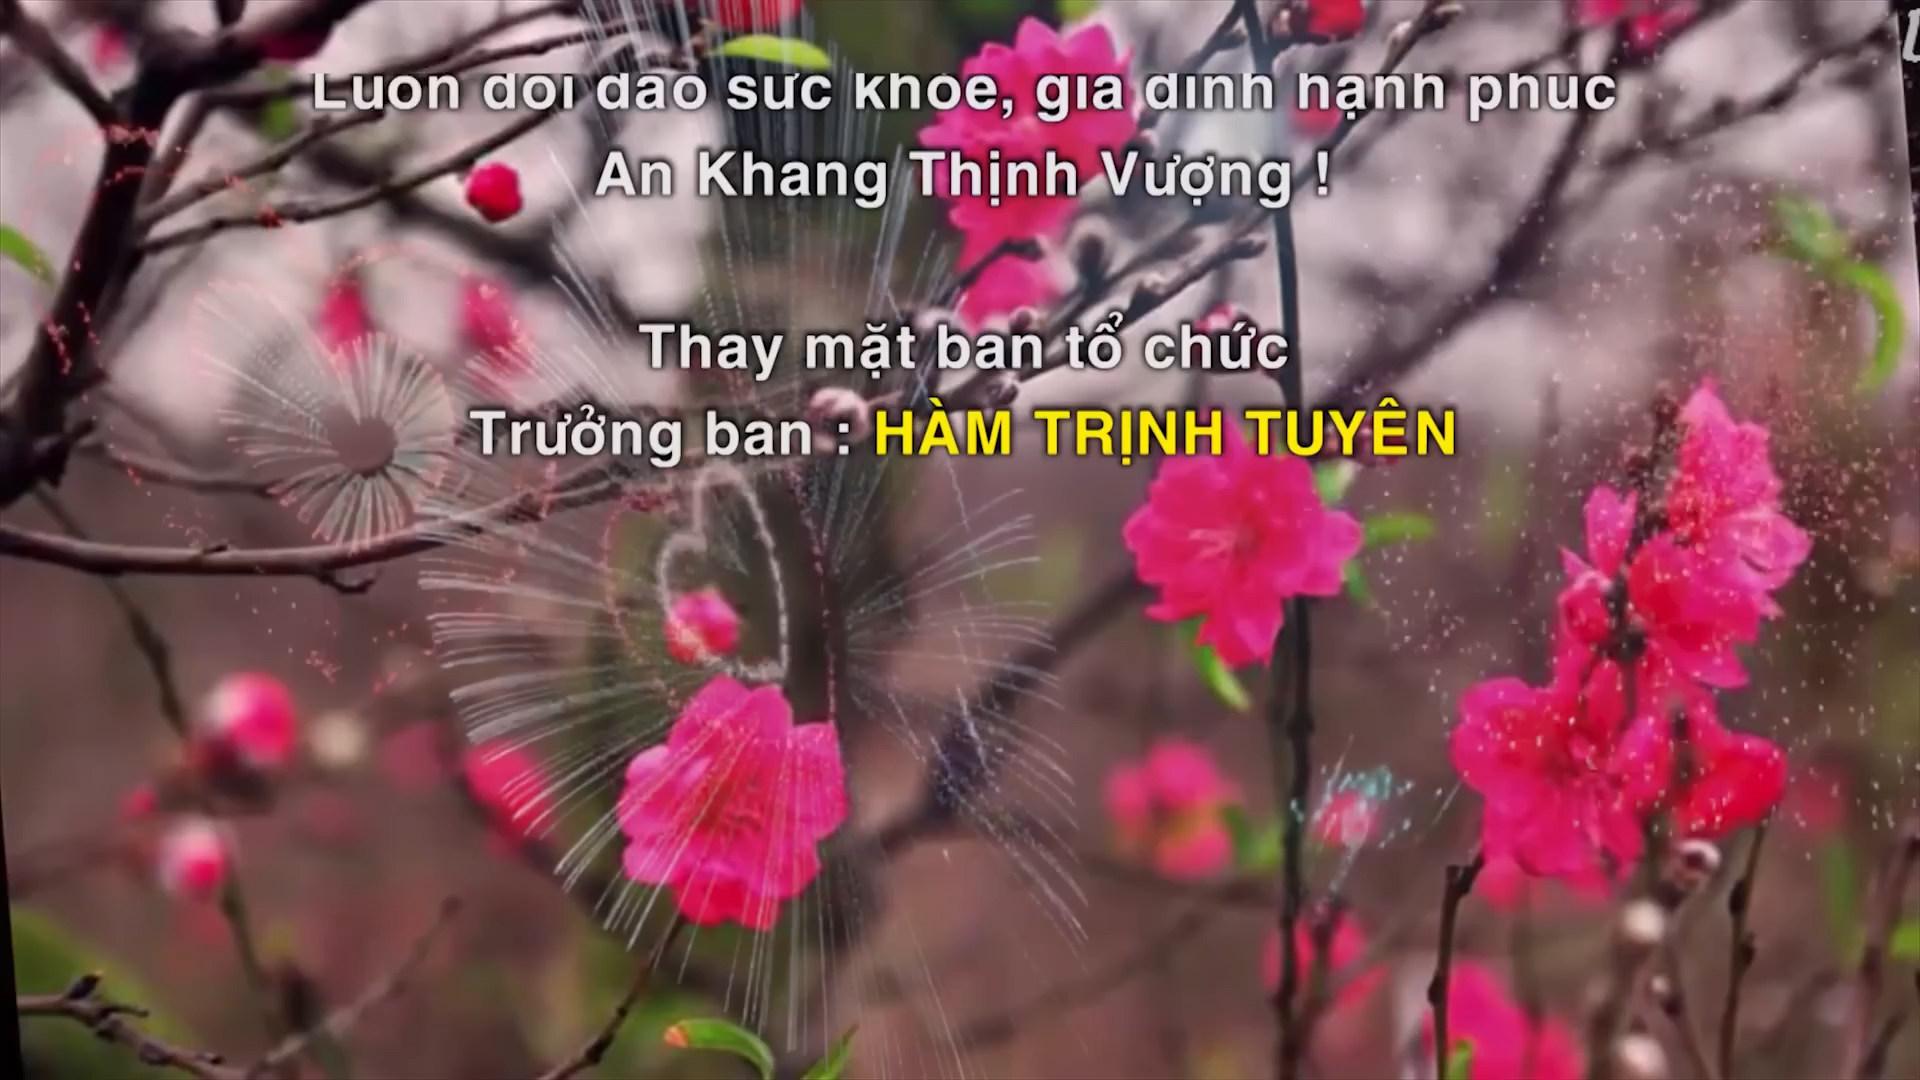 Luôn dồi dào sức khỏe, gia đình hạnh phúc
An Khang Thịnh Vượng !
Thay mặt ban tổ chức
Trưởng ban : HÀM TRỊNH TUYÊN